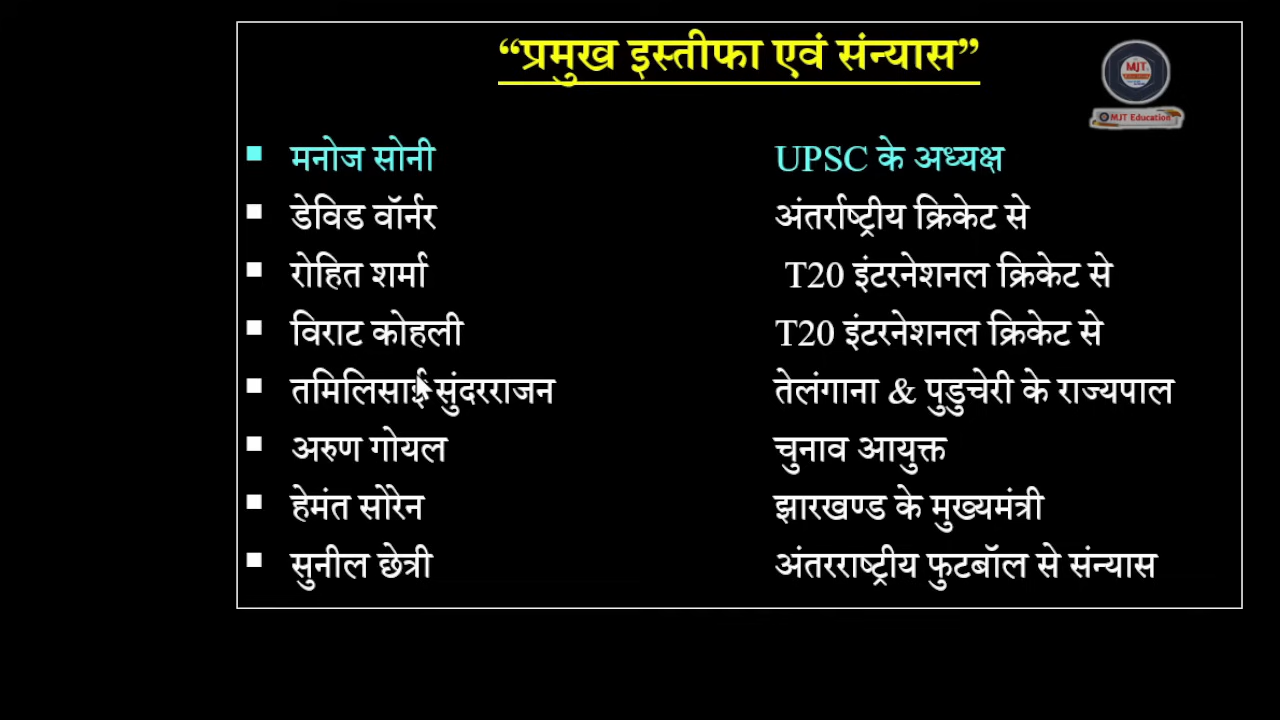 “प्रमुख इस्तीफा एवं संन्यास”
MJT
MJT Education
मनोज सोनी UPSC के अध्यक्ष
डेविड वॉर्नर अंतर्राष्ट्रीय क्रिकेट से
रोहित शर्मा T20 इंटरनेशनल क्रिकेट से
विराट कोहली T20 इंटरनेशनल क्रिकेट से
तमिलिसाई सुंदरराजन तेलंगाना & पुडुचेरी के राज्यपाल
अरुण गोयल चुनाव आयुक्त
हेमंत सोरेन झारखण्ड के मुख्यमंत्री
सुनील छेत्री अंतरराष्ट्रीय फुटबॉल से संन्यास